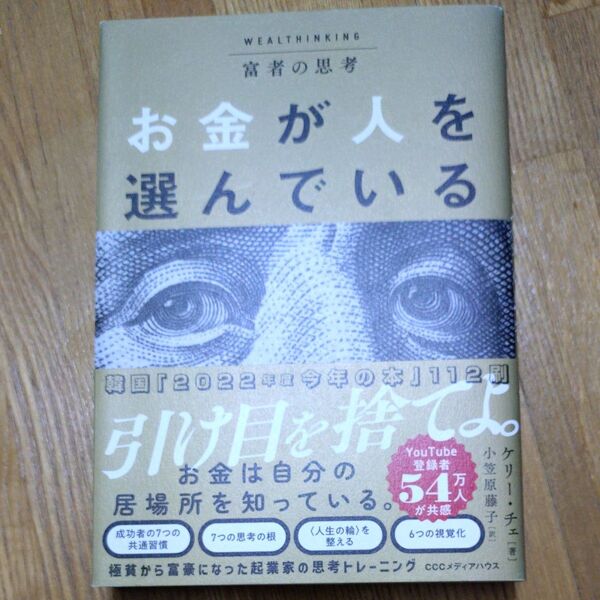 WEALTHINKING
富者の思考
お金が人を
選んでいる
韓国「2022年度今年の本」112刷
引け目を捨てよ。
お金は自分の
居場所を知っている。
YouTube
登録者
54万人
が共感
ケリー・チェ［著］
小笠原藤子［訳］
成功者の7つの
共通習慣
7つの思考の根
〈人生の輪〉を
整える
6つの視覚化
極貧から富豪になった起業家の思考トレーニング
CCCメディアハウス